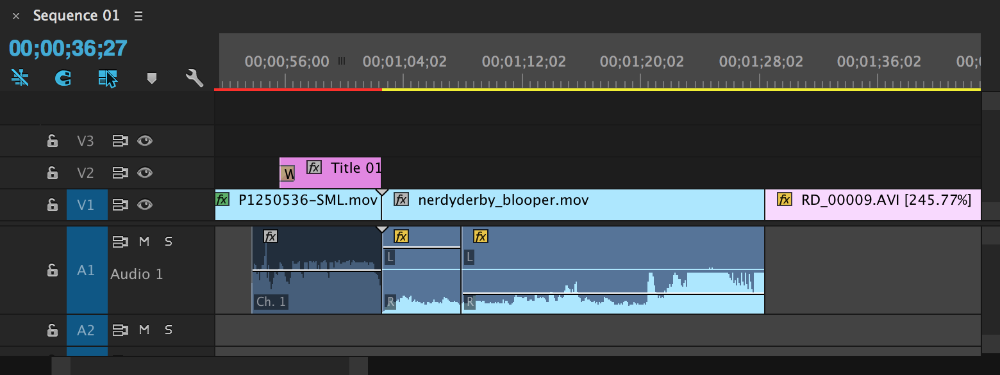 × Sequence 01
00;00;36;27
00;00;56;00 00;01;04;02 00;01;12;02 00;01;20;02 00;01;28;02 00;01;36;02 00;
V3
V2 W fx Title 01
V1 fx P1250536-SML.mov fx nerdyderby_blooper.mov fx RD_00009.AVI [245.77%]
M S fx fx fx
L L
A1
Audio 1
Ch. 1 R R
A2 M S